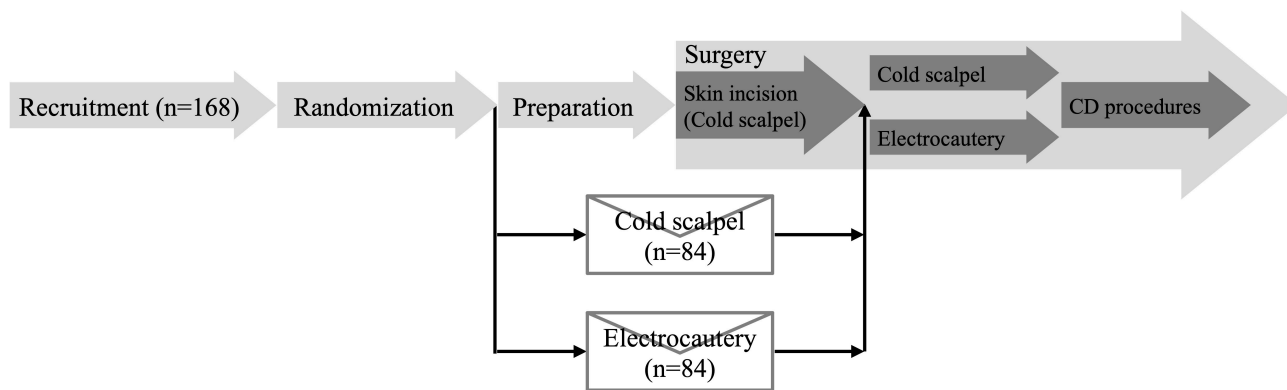 Recruitment (n=168)
Randomization
Preparation
Surgery
Skin incision
(Cold scalpel)
Cold scalpel
Electrocautery
CD procedures
Cold scalpel
(n=84)
Electrocautery
(n=84)